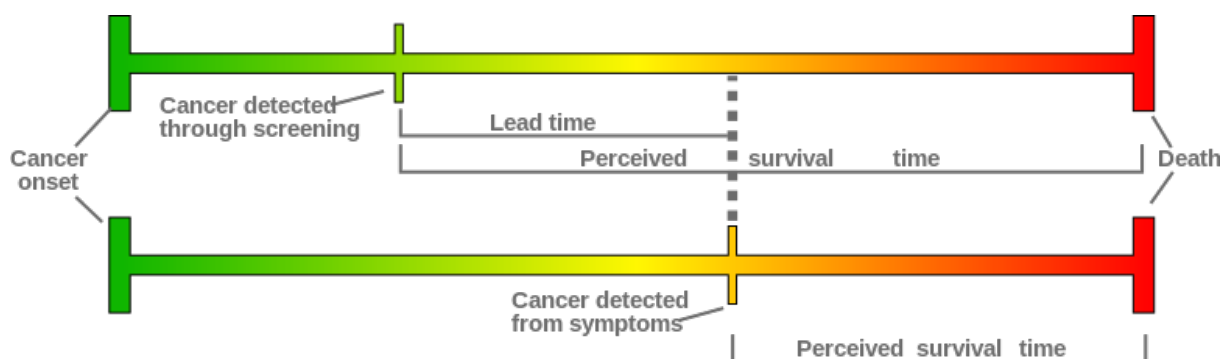 Cancer detected
through screening
Lead time
Perceived survival time
Cancer
onset
Death
Cancer detected
from symptoms
Perceived survival time